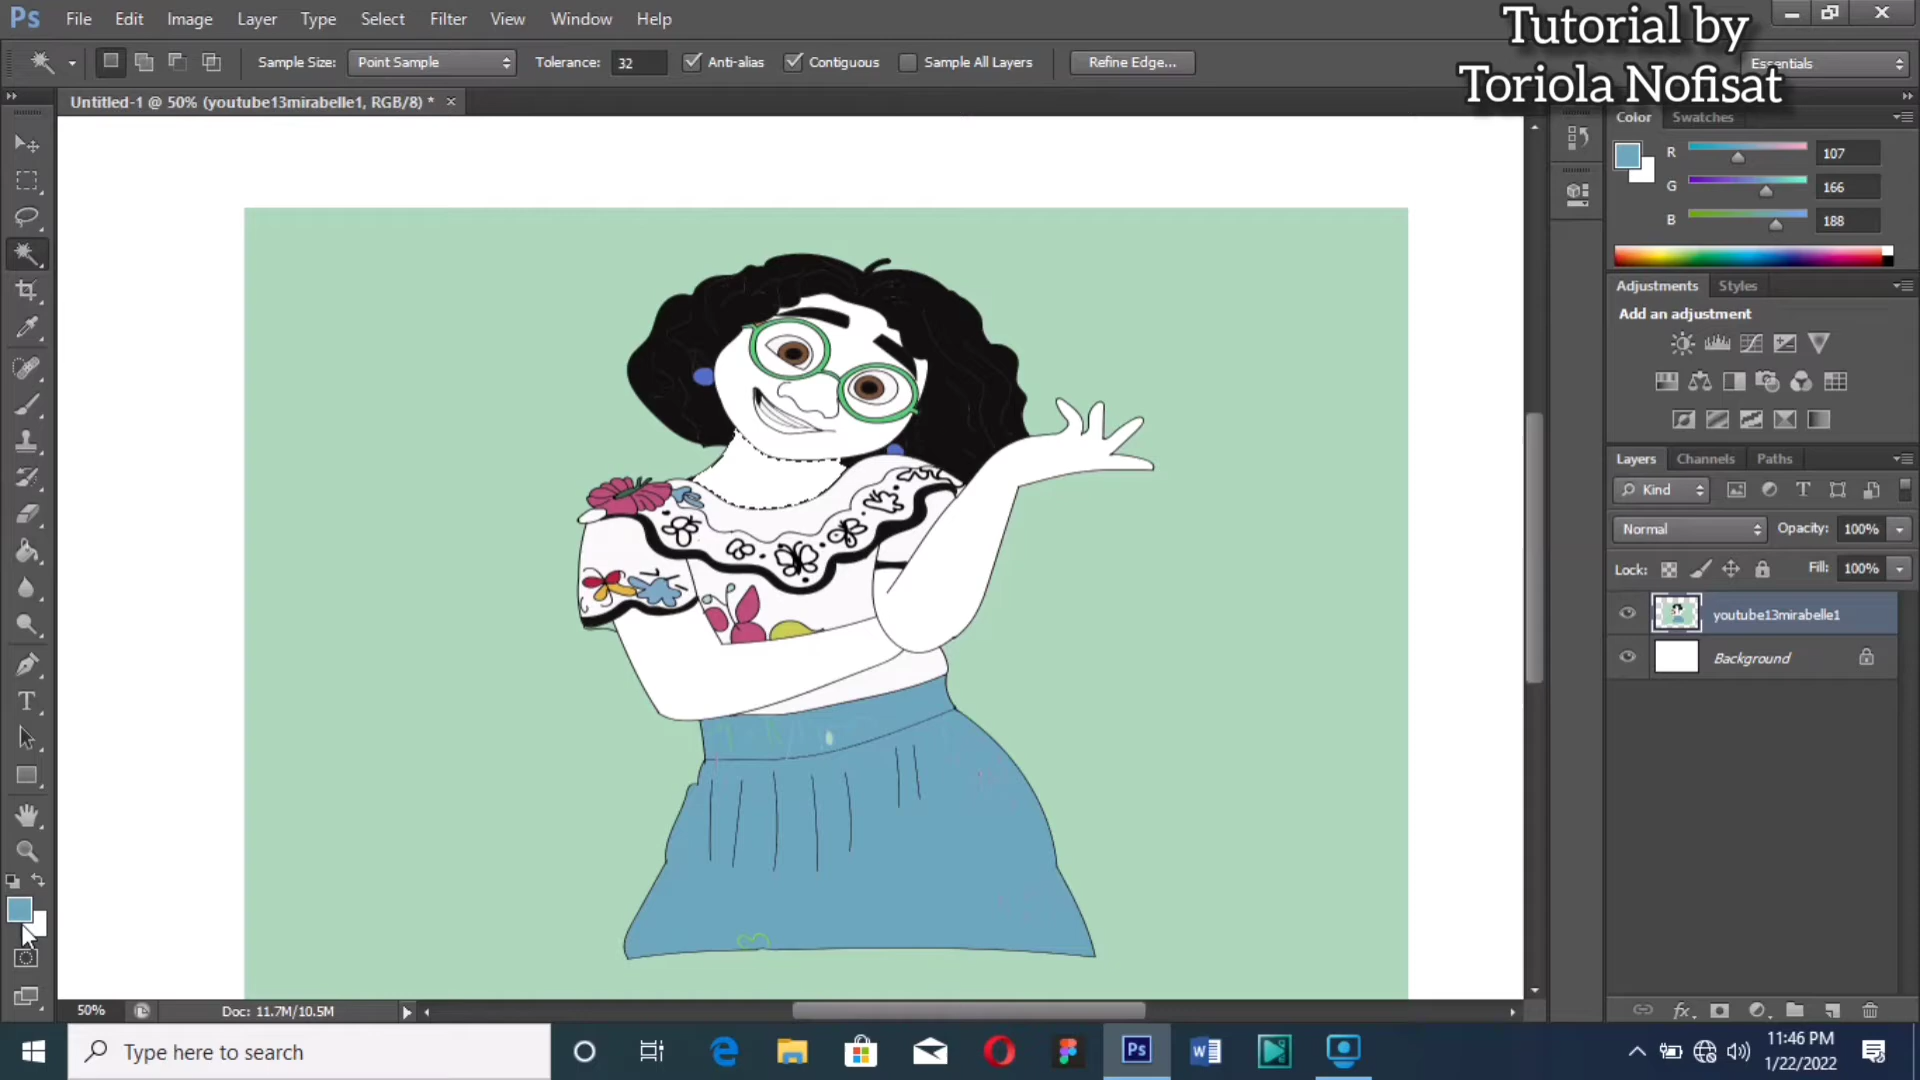 Ps File Edit Image Layer Type Select Filter View Window Help
Tutorial by
Toriola Nofisat
Sample Size: Point Sample Tolerance: 32 Anti-alias Contiguous Sample All Layers Refine Edge... Essentials
Untitled-1 @ 50% (youtube13mirabelle1, RGB/8) *
Color Swatches
R 107
G 166
B 188
Adjustments Styles
Add an adjustment
Layers Channels Paths
Kind
Normal Opacity: 100%
Lock: Fill: 100%
youtube13mirabelle1
Background
50% Doc: 11.7M/10.5M
Type here to search
Ps
11:46 PM
1/22/2022